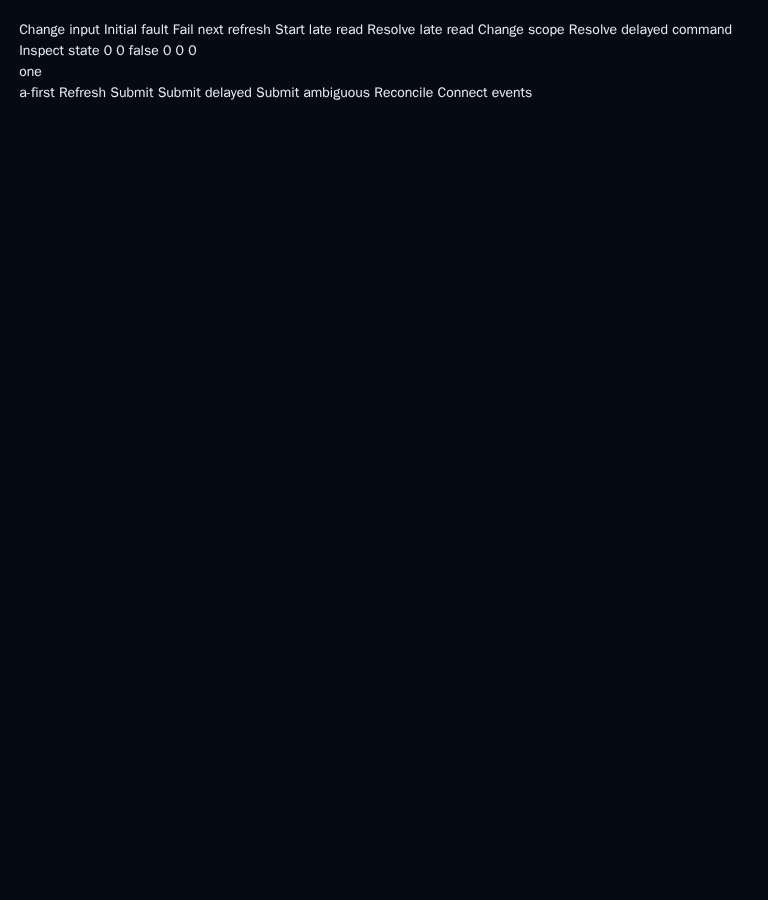 Change input Initial fault Fail next refresh Start late read Resolve late read Change scope Resolve delayed command
Inspect state 0 0 false 0 0 0
one
a-first Refresh Submit Submit delayed Submit ambiguous Reconcile Connect events